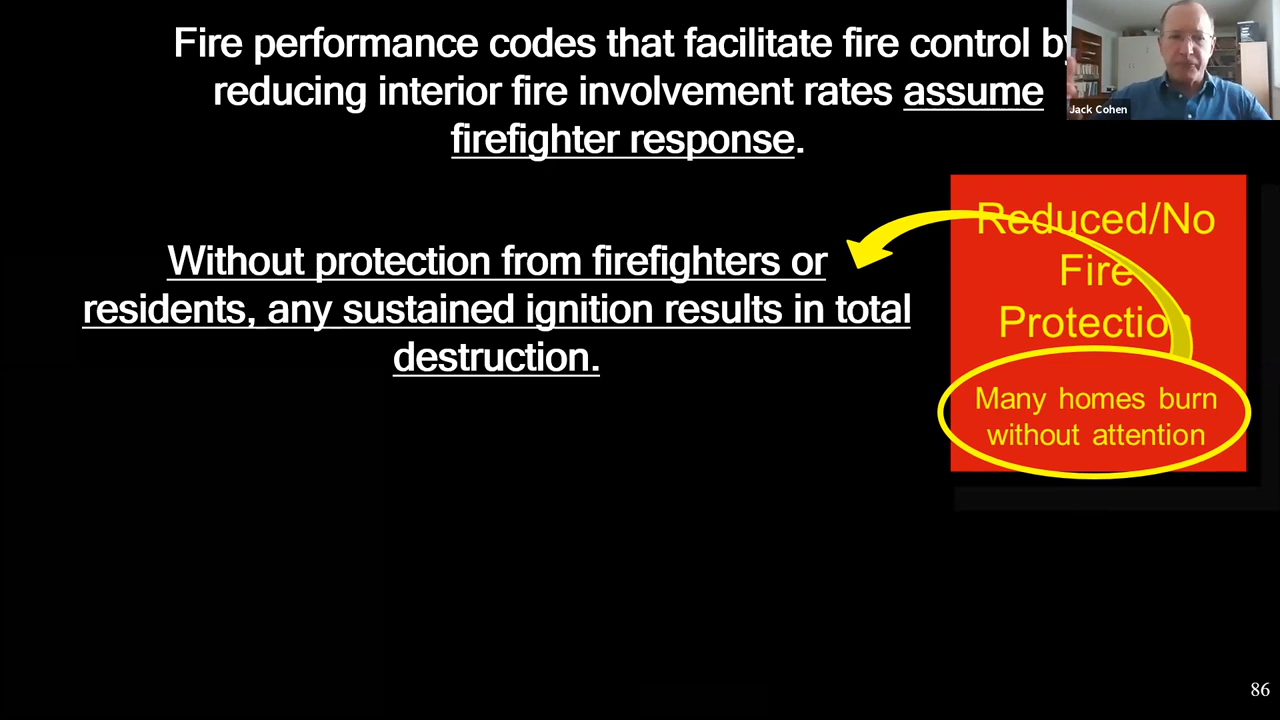 Fire performance codes that facilitate fire control by
reducing interior fire involvement rates assume
firefighter response.
Jack Cohen
Without protection from firefighters or
residents, any sustained ignition results in total
destruction.
Reduced/No
Fire
Protection
Many homes burn
without attention
86